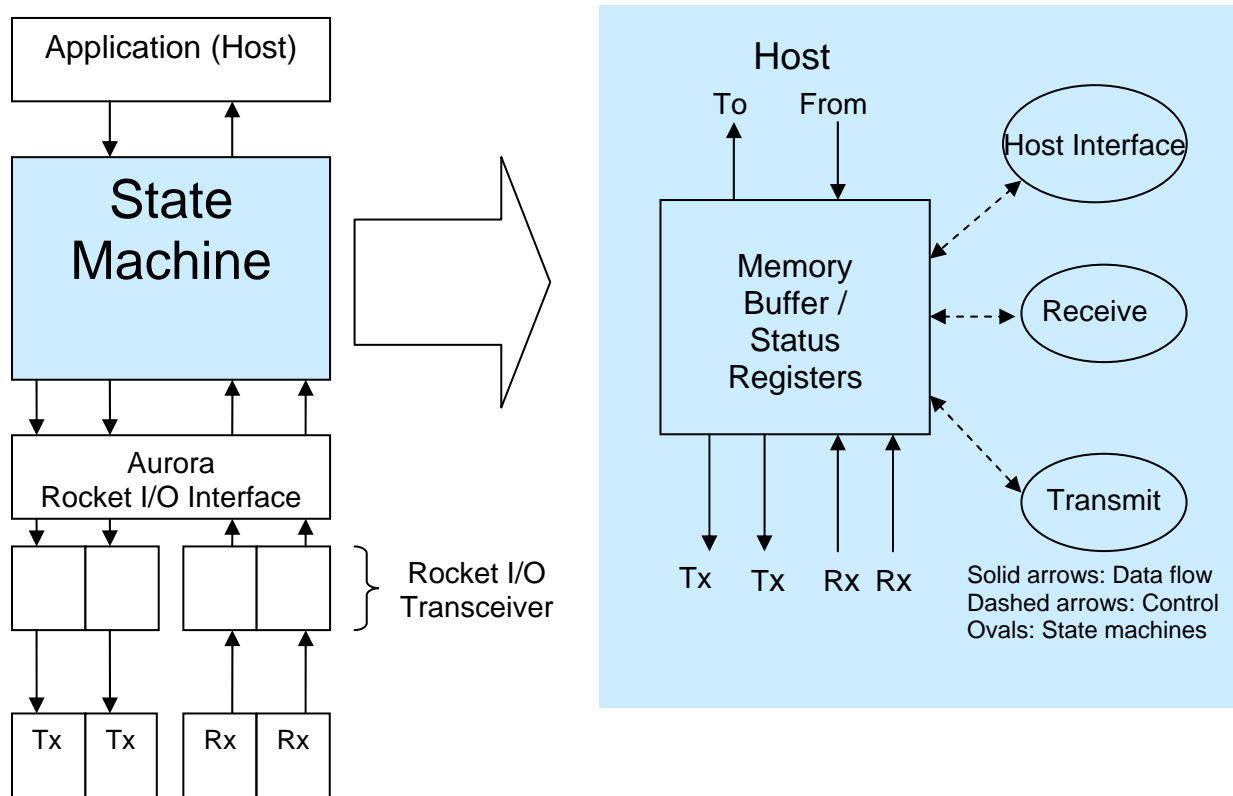 Application (Host)
State
Machine
Aurora
Rocket I/O Interface
Rocket I/O
Transceiver
Tx
Tx
Rx
Rx
Host
To
From
Host Interface
Memory
Buffer /
Status
Registers
Receive
Transmit
Tx
Tx
Rx
Rx
Solid arrows: Data flow
Dashed arrows: Control
Ovals: State machines